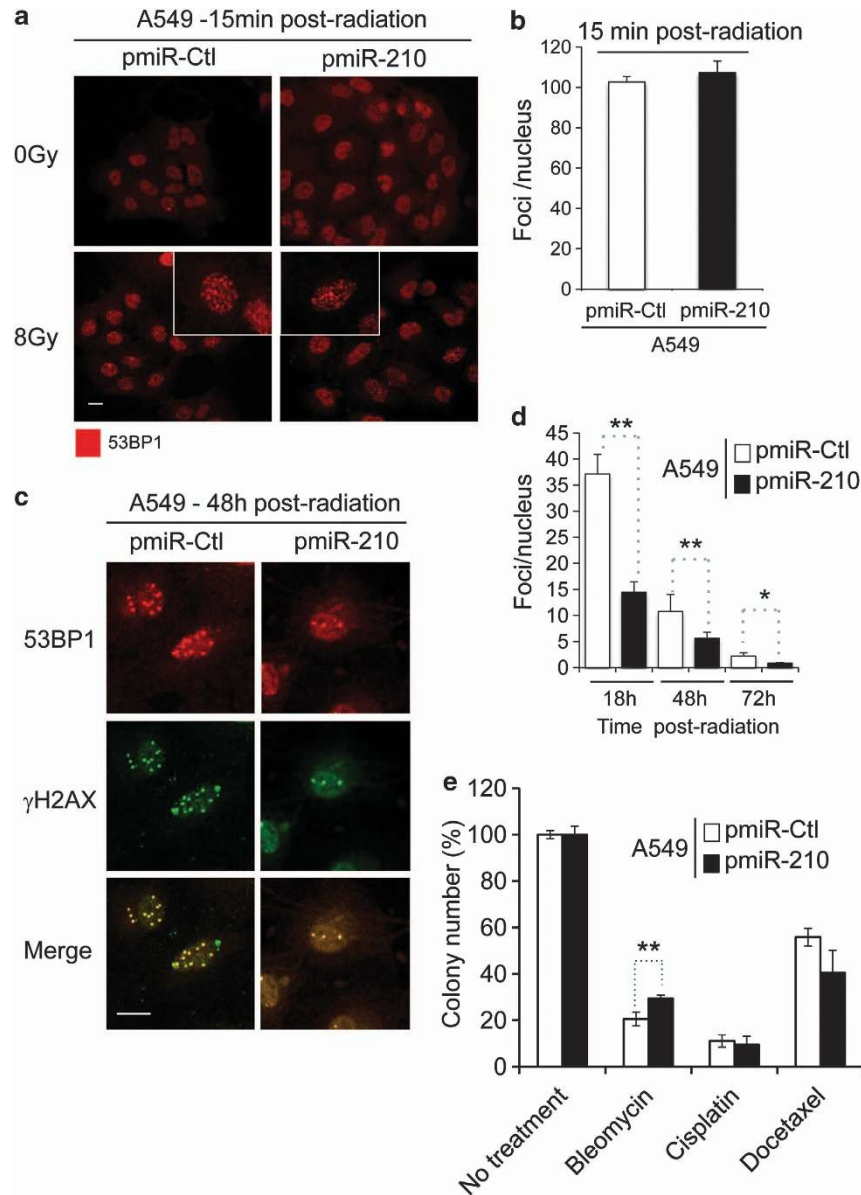 a
A549 -15min post-radiation
pmiR-Ctl pmiR-210
0Gy
8Gy
53BP1
b
15 min post-radiation
Foci /nucleus
120
100
80
60
40
20
0
pmiR-Ctl pmiR-210
A549
c
A549 - 48h post-radiation
pmiR-Ctl pmiR-210
53BP1
γH2AX
Merge
d
Foci/nucleus
45
40
35
30
25
20
15
10
5
0
**
**
*
A549
pmiR-Ctl
pmiR-210
18h 48h 72h
Time post-radiation
e
Colony number (%)
120
100
80
60
40
20
0
**
A549
pmiR-Ctl
pmiR-210
No treatment
Bleomycin
Cisplatin
Docetaxel